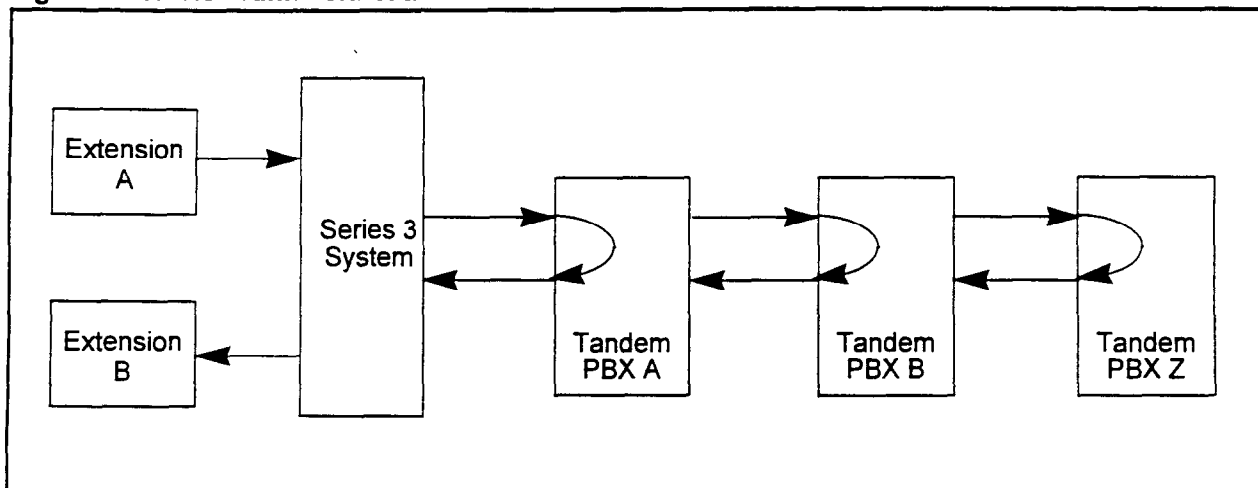 Extension
A
Series 3
System
Extension
B
Tandem
PBX A
Tandem
PBX B
Tandem
PBX Z